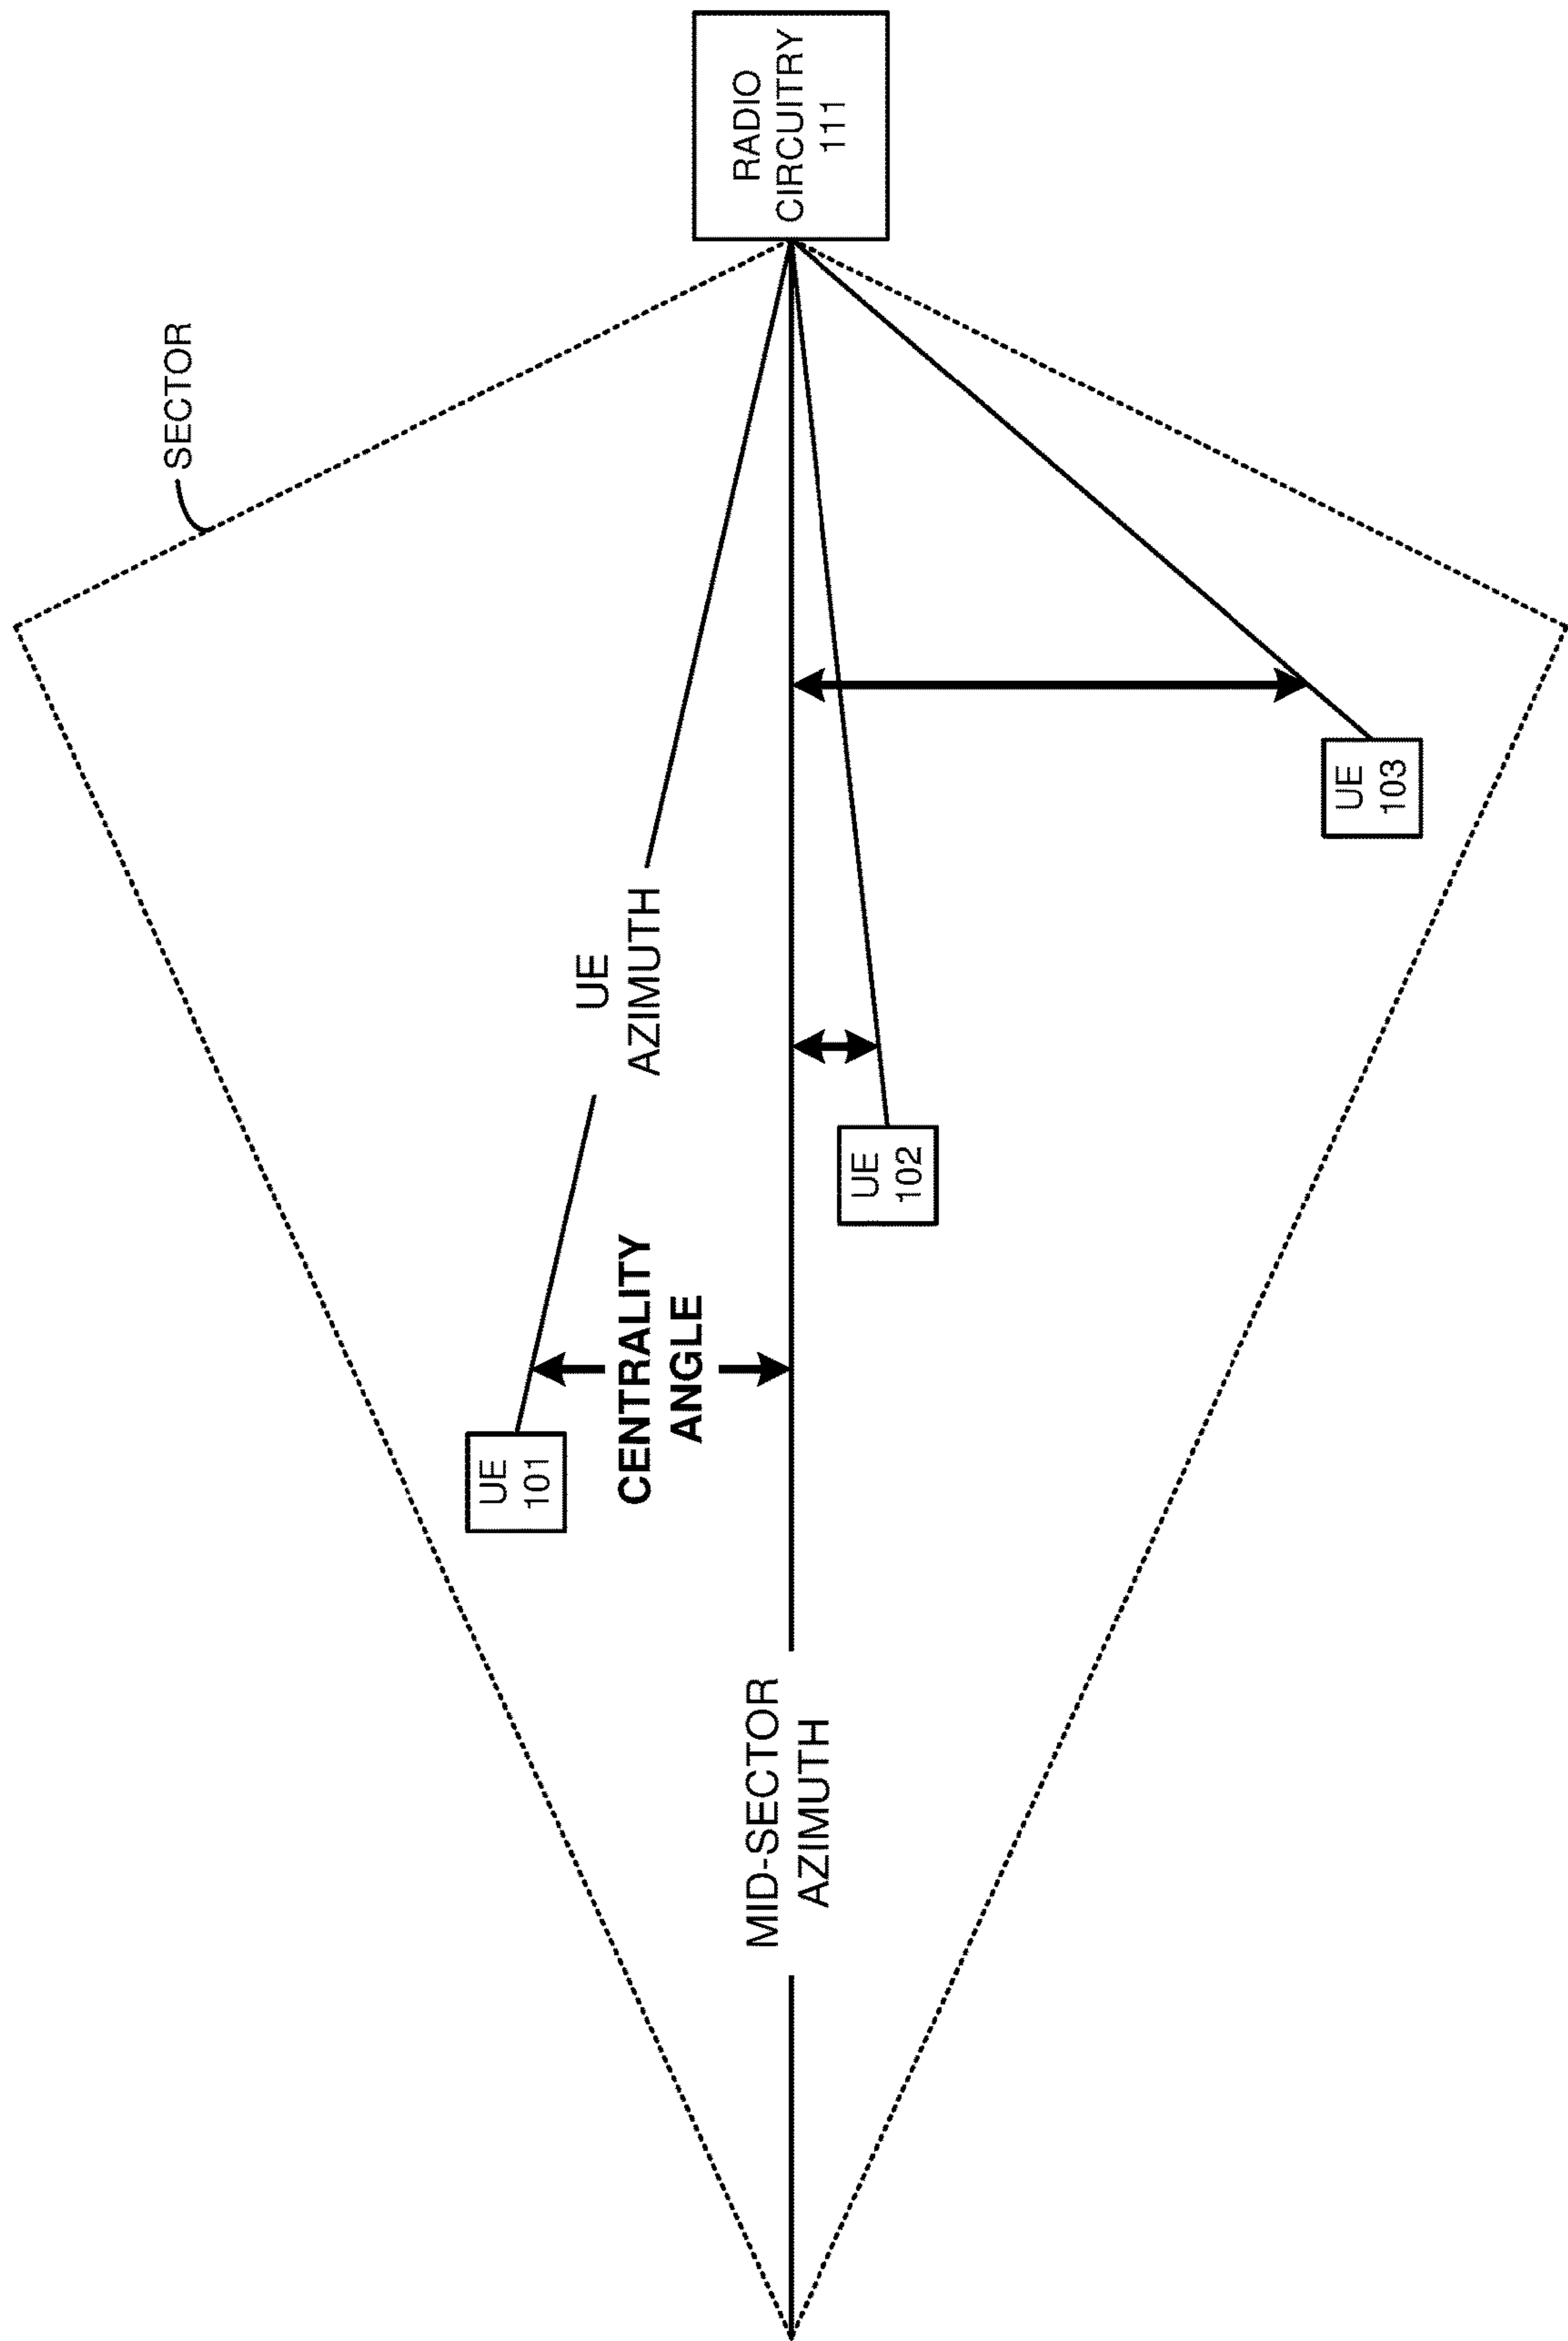 RADIO
CIRCUITRY
111
SECTOR
UE
AZIMUTH
CENTRALITY
ANGLE
UE
101
UE
102
UE
103
MID-SECTOR
AZIMUTH